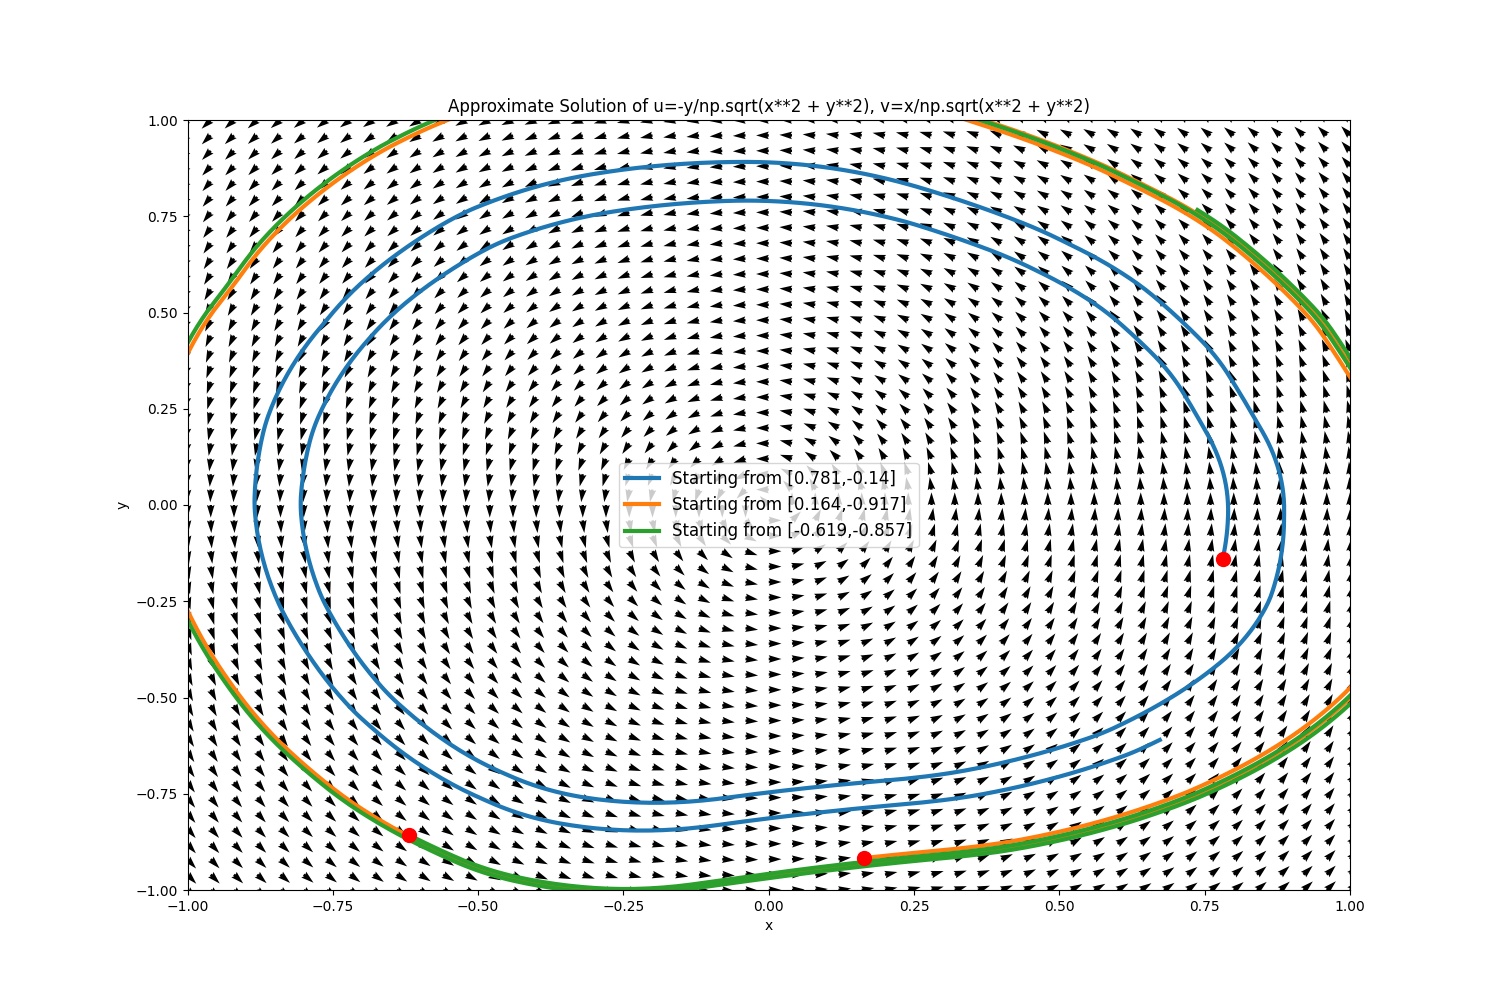 Approximate Solution of u=-y/np.sqrt(x**2 + y**2), v=x/np.sqrt(x**2 + y**2)
1.00
0.75
0.50
0.25
0.00
−0.25
−0.50
−0.75
−1.00
y
Starting from [0.781,-0.14]
Starting from [0.164,-0.917]
Starting from [-0.619,-0.857]
−1.00 −0.75 −0.50 −0.25 0.00 0.25 0.50 0.75 1.00
x